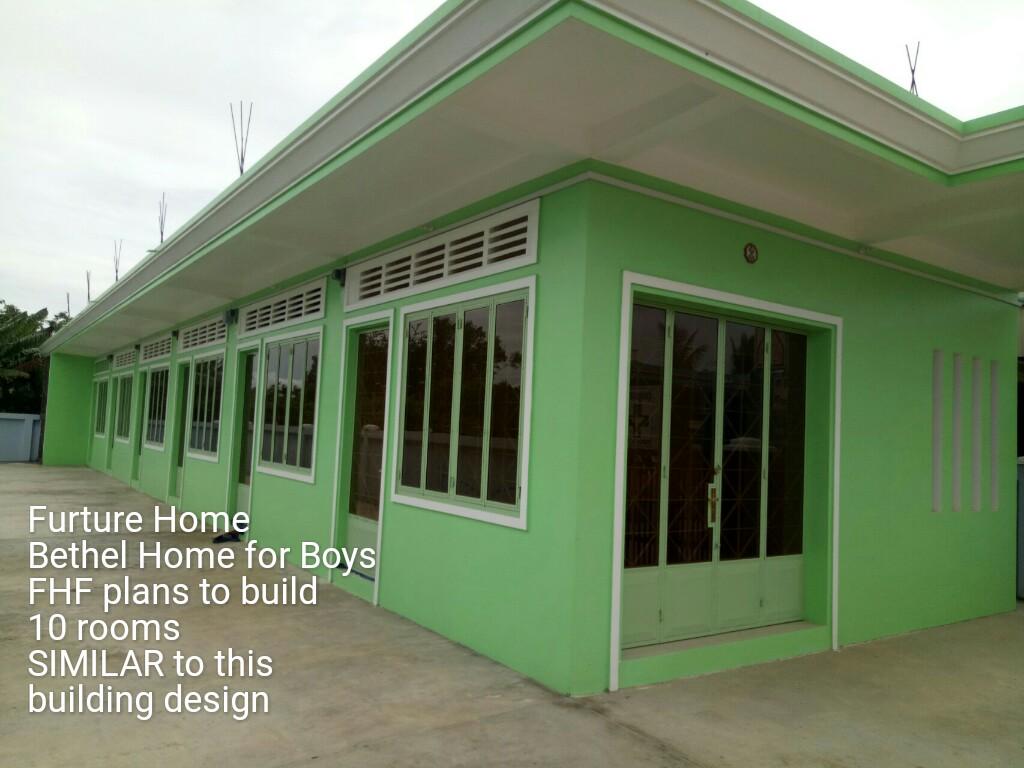 Furture Home
Bethel Home for Boys
FHF plans to build
10 rooms
SIMILAR to this
building design